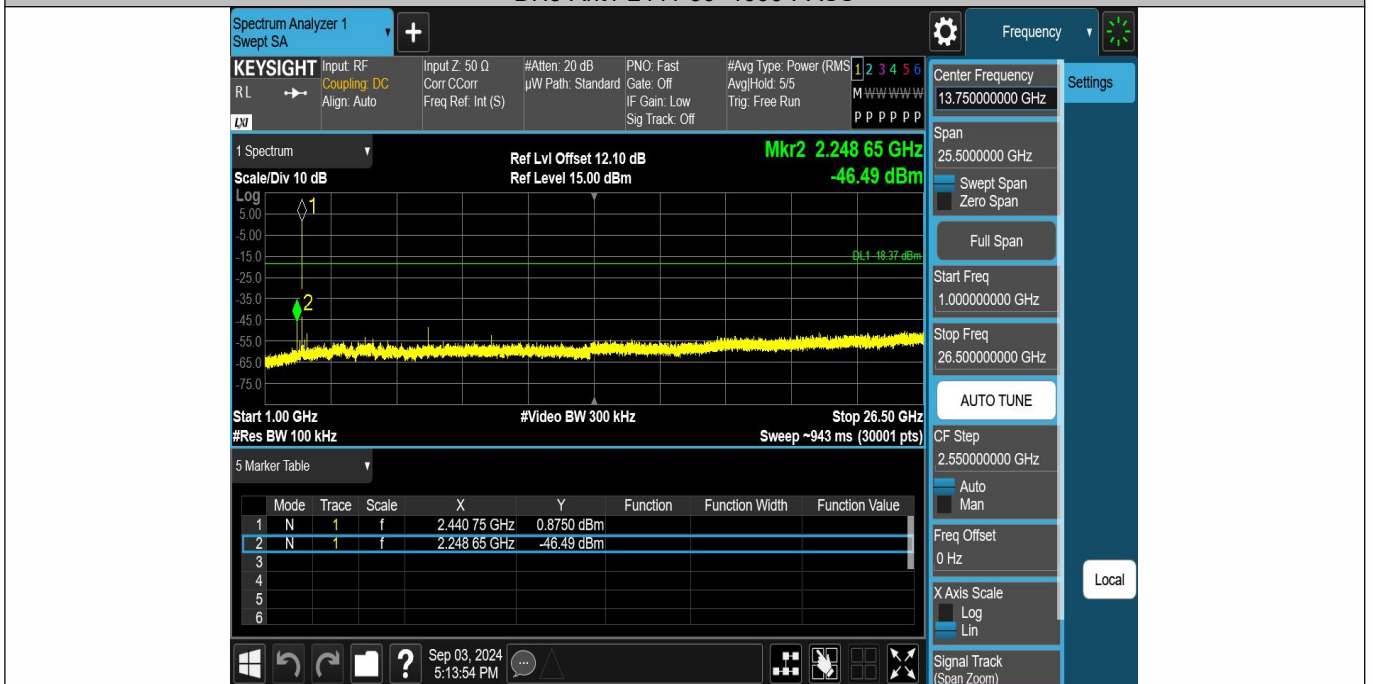 Spectrum Analyzer 1
Swept SA
+
Frequency
KEYSIGHT
RL
LXI
Input: RF
Coupling: DC
Align: Auto
Input Z: 50 Ω
Corr CCorr
Freq Ref: Int (S)
#Atten: 20 dB
µW Path: Standard
PNO: Fast
Gate: Off
IF Gain: Low
Sig Track: Off
#Avg Type: Power (RMS
Avg|Hold: 5/5
Trig: Free Run
1 2 3 4 5 6
M W W W W W
P P P P P P
1 Spectrum
Scale/Div 10 dB
Ref Lvl Offset 12.10 dB
Ref Level 15.00 dBm
Mkr2 2.248 65 GHz
-46.49 dBm
Log
5.00
-5.00
-15.0
-25.0
-35.0
-45.0
-55.0
-65.0
-75.0
1
2
DL1 -18.37 dBm
Start 1.00 GHz
#Video BW 300 kHz
Stop 26.50 GHz
#Res BW 100 kHz
Sweep ~943 ms (30001 pts)
5 Marker Table
Mode Trace Scale X Y Function Function Width Function Value
1 N 1 f 2.440 75 GHz 0.8750 dBm
2 N 1 f 2.248 65 GHz -46.49 dBm
3
4
5
6
?
Sep 03, 2024
5:13:54 PM
Center Frequency
13.750000000 GHz
Settings
Span
25.5000000 GHz
Swept Span
Zero Span
Full Span
Start Freq
1.000000000 GHz
Stop Freq
26.500000000 GHz
AUTO TUNE
CF Step
2.550000000 GHz
Auto
Man
Freq Offset
0 Hz
X Axis Scale
Log
Lin
Local
Signal Track
(Span Zoom)